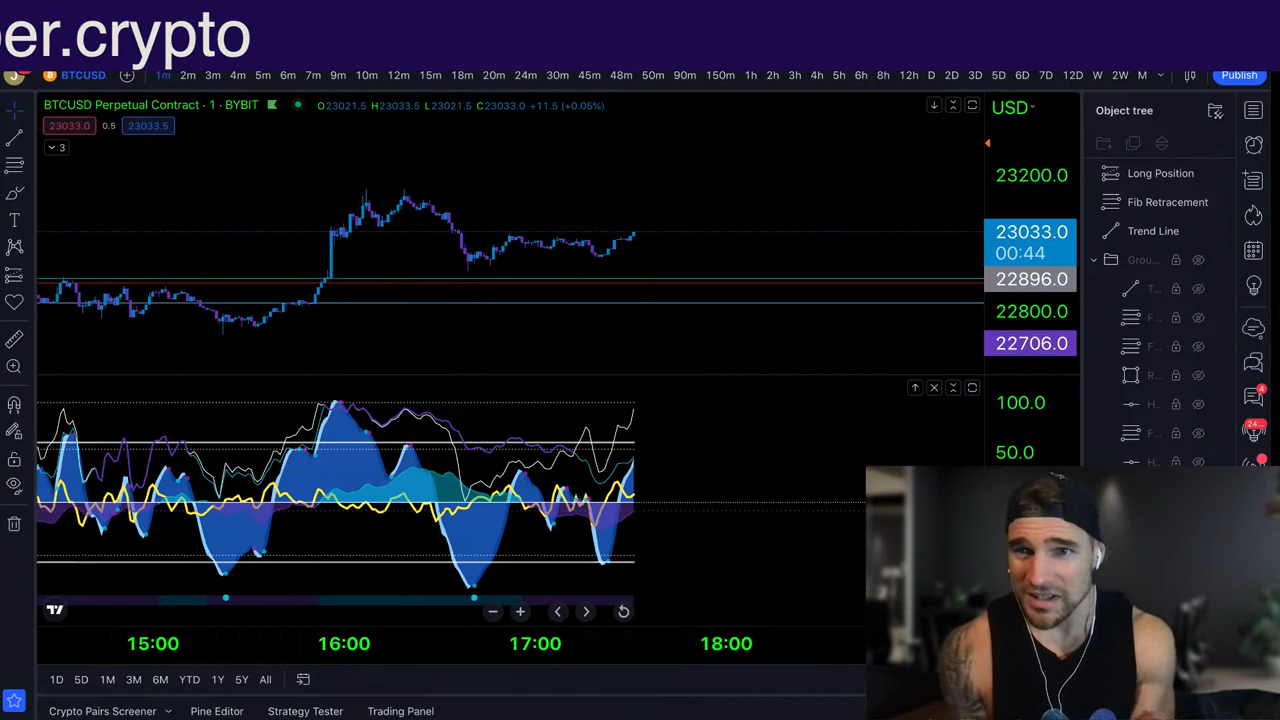 er.crypto
BTCUSD 1m 2m 3m 4m 5m 6m 7m 9m 10m 12m 15m 18m 20m 24m 30m 45m 48m 50m 90m 150m 1h 2h 3h 4h 5h 6h 8h 12h D 2D 3D 5D 6D 7D 12D W 2W M Publish
BTCUSD Perpetual Contract · 1 · BYBIT O23021.5 H23033.5 L23021.5 C23033.0 +11.5 (+0.05%)
23033.0 0.5 23033.5
3
USD
23200.0
23033.0
00:44
22896.0
22800.0
22706.0
100.0
50.0
Object tree
Long Position
Fib Retracement
Trend Line
Grou...
T...
F...
F...
R...
H...
F...
H...
4
24...
15:00 16:00 17:00 18:00
1D 5D 1M 3M 6M YTD 1Y 5Y All
Crypto Pairs Screener Pine Editor Strategy Tester Trading Panel